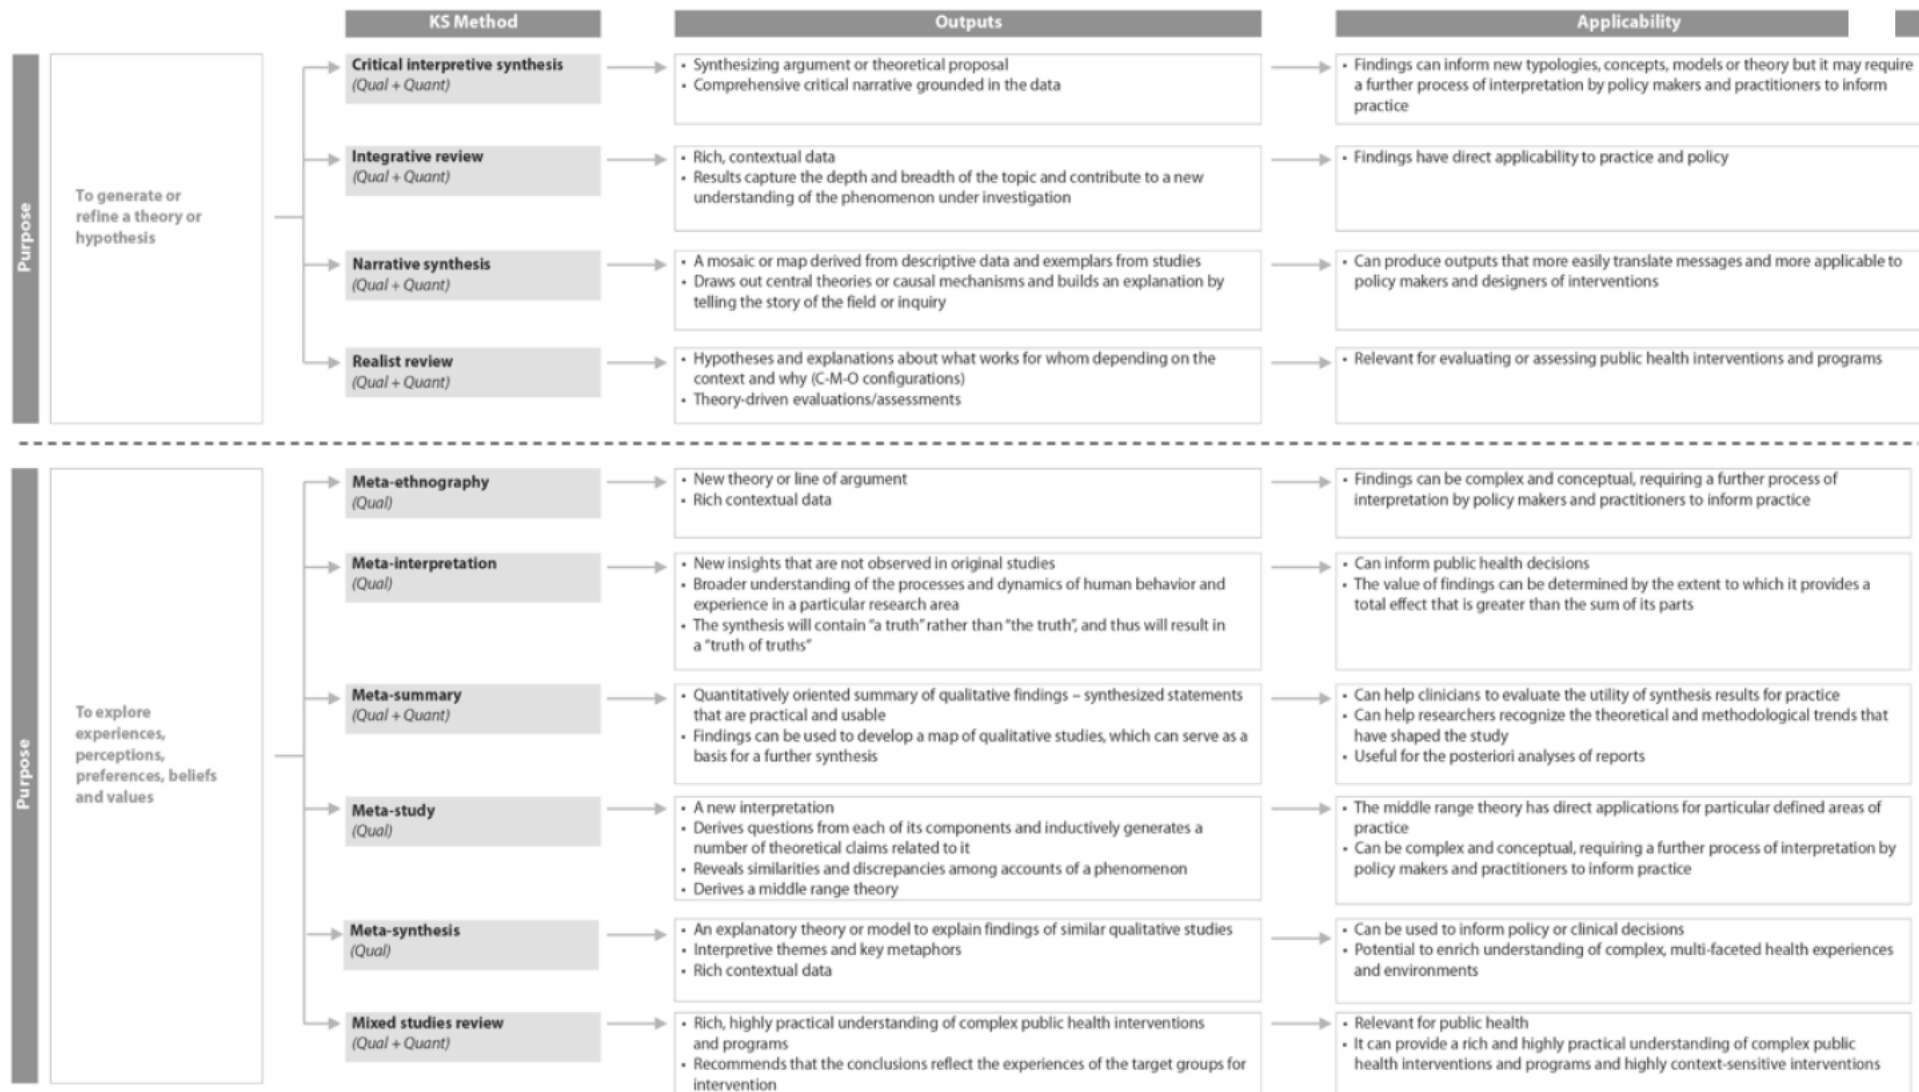 KS Method
Outputs
Applicability
Purpose
To generate or
refine a theory or
hypothesis
Critical interpretive synthesis
(Qual + Quant)
• Synthesizing argument or theoretical proposal
• Comprehensive critical narrative grounded in the data
• Findings can inform new typologies, concepts, models or theory but it may require
a further process of interpretation by policy makers and practitioners to inform
practice
Integrative review
(Qual + Quant)
• Rich, contextual data
• Results capture the depth and breadth of the topic and contribute to a new
understanding of the phenomenon under investigation
• Findings have direct applicability to practice and policy
Narrative synthesis
(Qual + Quant)
• A mosaic or map derived from descriptive data and exemplars from studies
• Draws out central theories or causal mechanisms and builds an explanation by
telling the story of the field or inquiry
• Can produce outputs that more easily translate messages and more applicable to
policy makers and designers of interventions
Realist review
(Qual + Quant)
• Hypotheses and explanations about what works for whom depending on the
context and why (C-M-O configurations)
• Theory-driven evaluations/assessments
• Relevant for evaluating or assessing public health interventions and programs
Purpose
To explore
experiences,
perceptions,
preferences, beliefs
and values
Meta-ethnography
(Qual)
• New theory or line of argument
• Rich contextual data
• Findings can be complex and conceptual, requiring a further process of
interpretation by policy makers and practitioners to inform practice
Meta-interpretation
(Qual)
• New insights that are not observed in original studies
• Broader understanding of the processes and dynamics of human behavior and
experience in a particular research area
• The synthesis will contain “a truth” rather than “the truth”, and thus will result in
a “truth of truths”
• Can inform public health decisions
• The value of findings can be determined by the extent to which it provides a
total effect that is greater than the sum of its parts
Meta-summary
(Qual + Quant)
• Quantitatively oriented summary of qualitative findings – synthesized statements
that are practical and usable
• Findings can be used to develop a map of qualitative studies, which can serve as a
basis for a further synthesis
• Can help clinicians to evaluate the utility of synthesis results for practice
• Can help researchers recognize the theoretical and methodological trends that
have shaped the study
• Useful for the posteriori analyses of reports
Meta-study
(Qual)
• A new interpretation
• Derives questions from each of its components and inductively generates a
number of theoretical claims related to it
• Reveals similarities and discrepancies among accounts of a phenomenon
• Derives a middle range theory
• The middle range theory has direct applications for particular defined areas of
practice
• Can be complex and conceptual, requiring a further process of interpretation by
policy makers and practitioners to inform practice
Meta-synthesis
(Qual)
• An explanatory theory or model to explain findings of similar qualitative studies
• Interpretive themes and key metaphors
• Rich contextual data
• Can be used to inform policy or clinical decisions
• Potential to enrich understanding of complex, multi-faceted health experiences
and environments
Mixed studies review
(Qual + Quant)
• Rich, highly practical understanding of complex public health interventions
and programs
• Recommends that the conclusions reflect the experiences of the target groups for
intervention
• Relevant for public health
• It can provide a rich and highly practical understanding of complex public
health interventions and programs and highly context-sensitive interventions